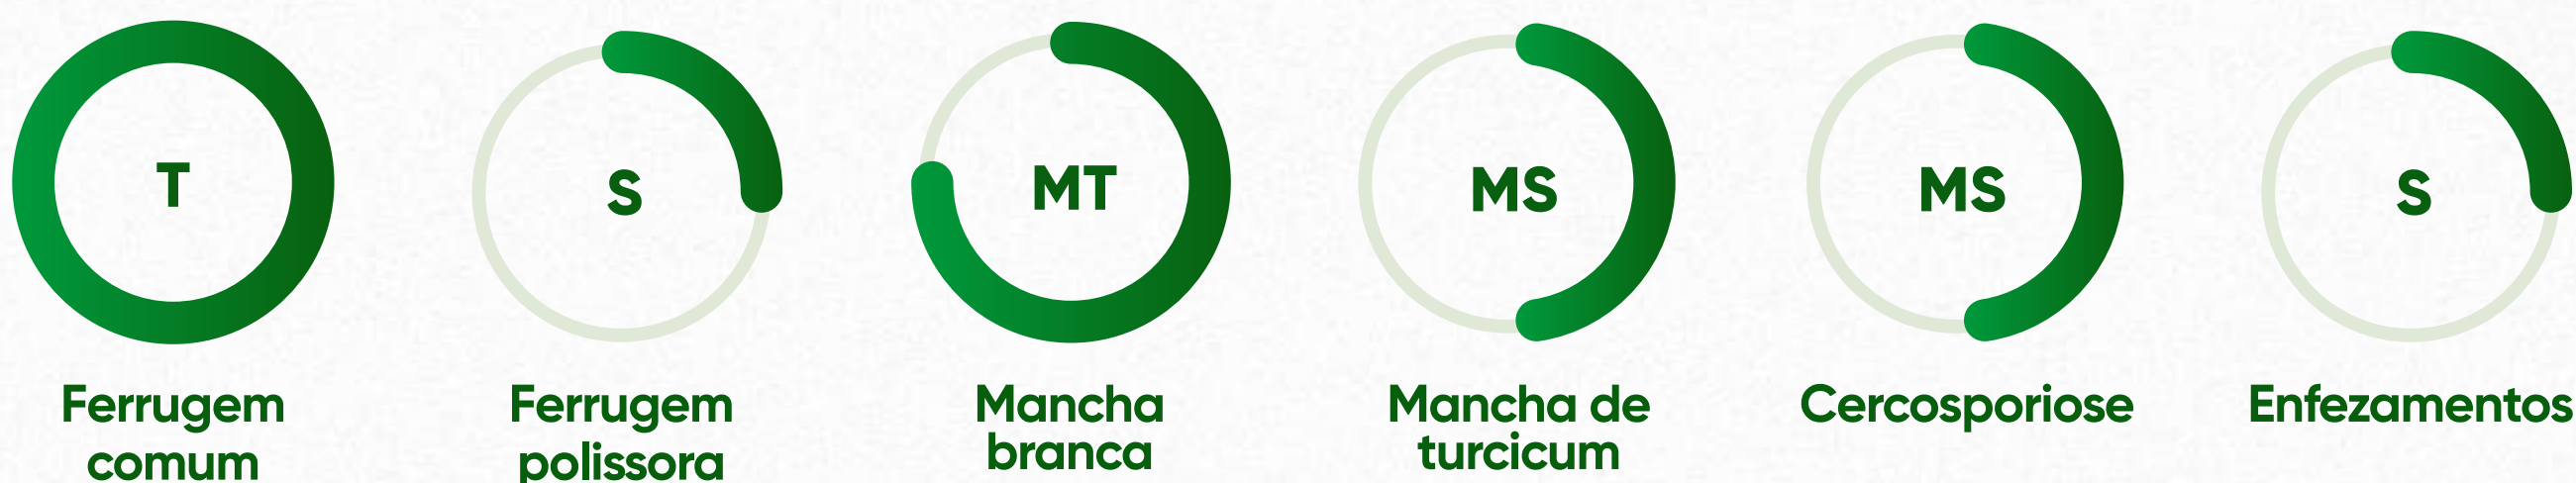 T
S
MT
MS
MS
S
Ferrugem
comum
Ferrugem
polissora
Mancha
branca
Mancha de
turcicum
Cercosporiose
Enfezamentos